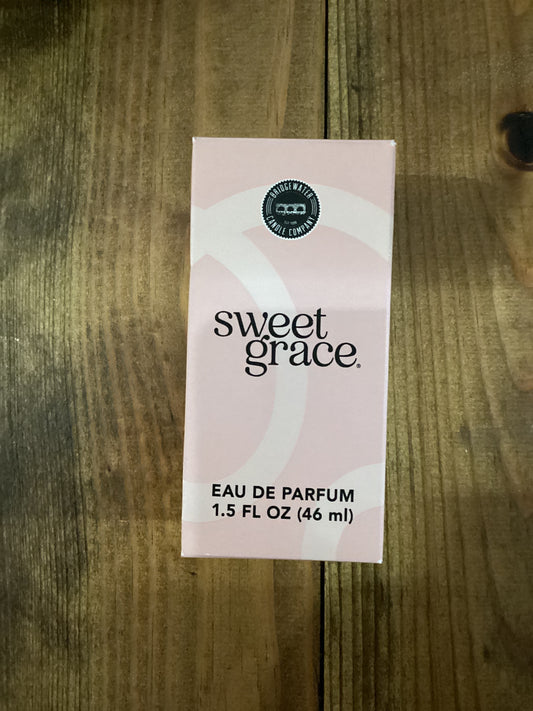 BRIDGEWATER
CANDLE COMPANY
sweet
grace®
EAU DE PARFUM
1.5 FL OZ (46 ml)